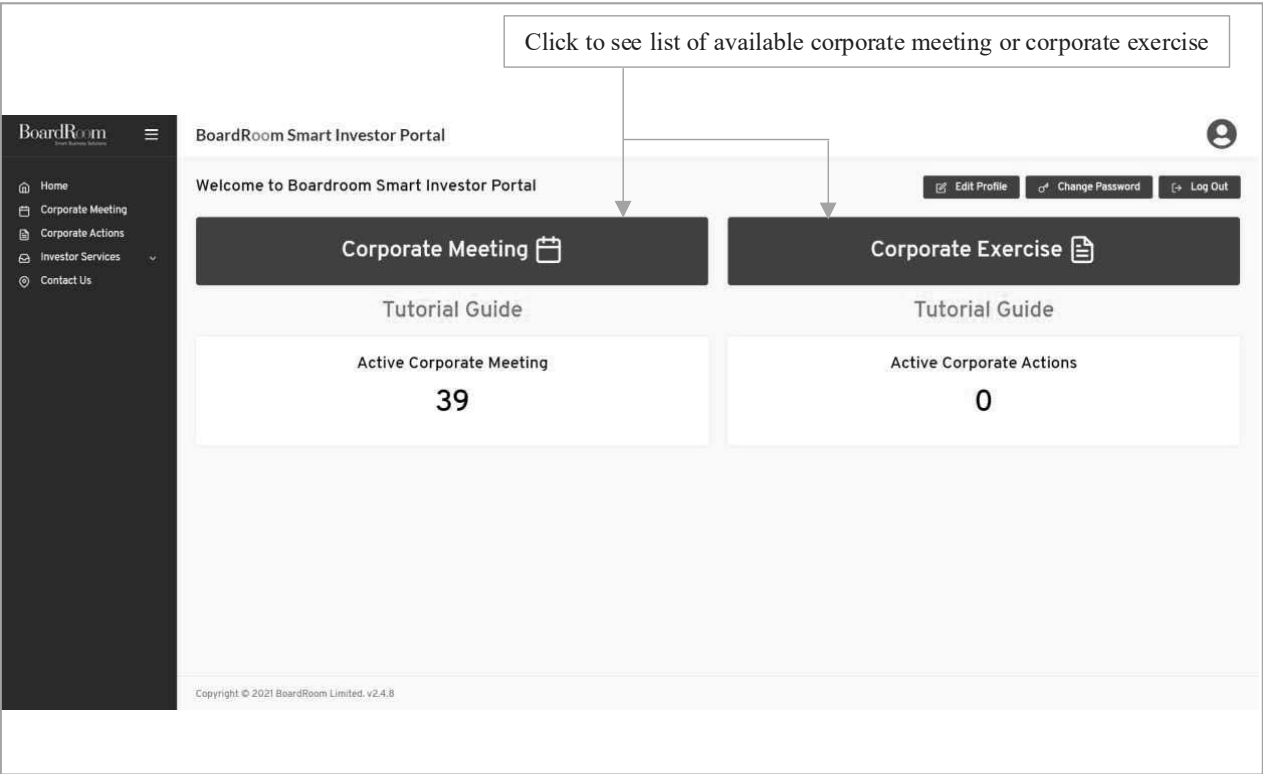 Click to see list of available corporate meeting or corporate exercise
BoardRoom
Smart Business Solutions
BoardRoom Smart Investor Portal
Home
Corporate Meeting
Corporate Actions
Investor Services
Contact Us
Welcome to Boardroom Smart Investor Portal
Edit Profile
Change Password
Log Out
Corporate Meeting
Corporate Exercise
Tutorial Guide
Tutorial Guide
Active Corporate Meeting
39
Active Corporate Actions
0
Copyright © 2021 BoardRoom Limited. v2.4.8